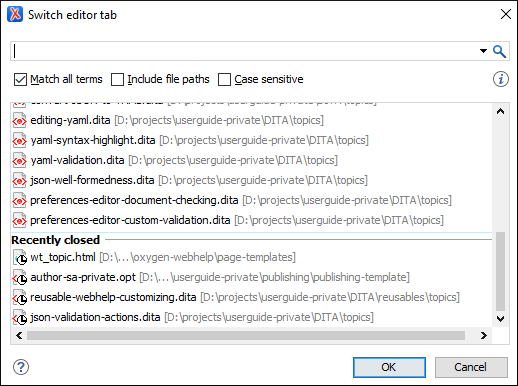 Switch editor tab
Match all terms Include file paths Case sensitive
editing-yaml.dita [D:\projects\userguide-private\DITA\topics]
yaml-syntax-highlight.dita [D:\projects\userguide-private\DITA\topics]
yaml-validation.dita [D:\projects\userguide-private\DITA\topics]
json-well-formedness.dita [D:\projects\userguide-private\DITA\topics]
preferences-editor-document-checking.dita [D:\projects\userguide-private\DITA\topics]
preferences-editor-custom-validation.dita [D:\projects\userguide-private\DITA\topics]
Recently closed
wt_topic.html [D:\...\oxygen-webhelp\page-templates]
author-sa-private.opt [D:\...\userguide-private\publishing\publishing-template]
reusable-webhelp-customizing.dita [D:\projects\userguide-private\DITA\reusables\topics]
json-validation-actions.dita [D:\projects\userguide-private\DITA\topics]
OK Cancel